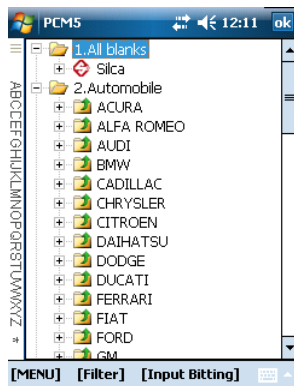 PCM5 12:11 ok
1.All blanks
Silca
2.Automobile
ACURA
ALFA ROMEO
AUDI
BMW
CADILLAC
CHRYSLER
CITROEN
DAIHATSU
DODGE
DUCATI
FERRARI
FIAT
FORD
GM
ABCDEFGHIJKLMNOPQRSTUVWXYZ *
[MENU] [Filter] [Input Bitting]